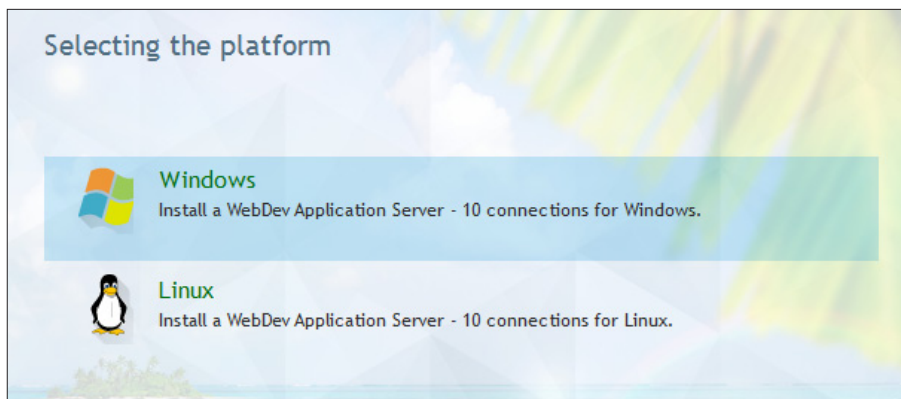 Selecting the platform
Windows
Install a WebDev Application Server - 10 connections for Windows.
Linux
Install a WebDev Application Server - 10 connections for Linux.